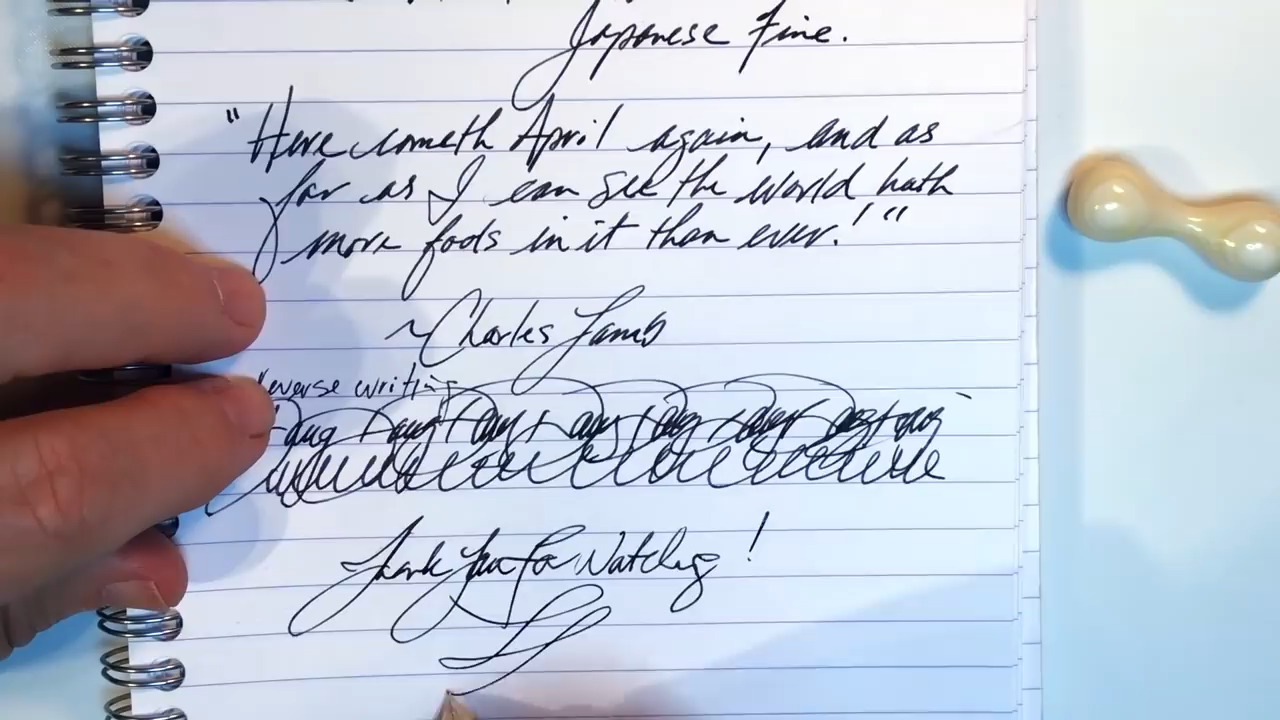 Japanese Fine.
"Here cometh April again, and as
far as I can see the world hath
more fools in it than ever!"
~Charles Lamb
Reverse writing
Thank You For Watching!